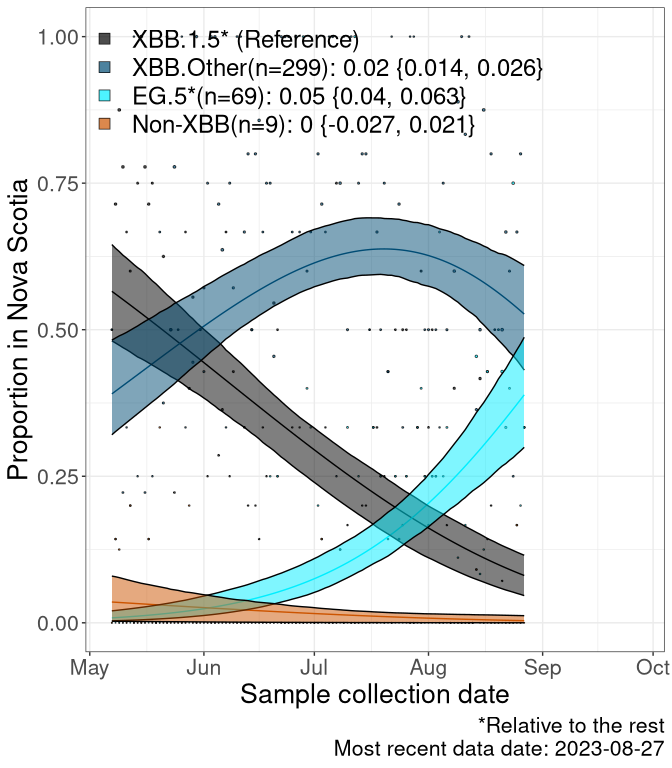 1.00
XBB.1.5* (Reference)
XBB.Other(n=299): 0.02 {0.014, 0.026}
EG.5*(n=69): 0.05 {0.04, 0.063}
Non-XBB(n=9): 0 {-0.027, 0.021}
0.75
0.50
0.25
0.00
Proportion in Nova Scotia
May Jun Jul Aug Sep Oct
Sample collection date
*Relative to the rest
Most recent data date: 2023-08-27